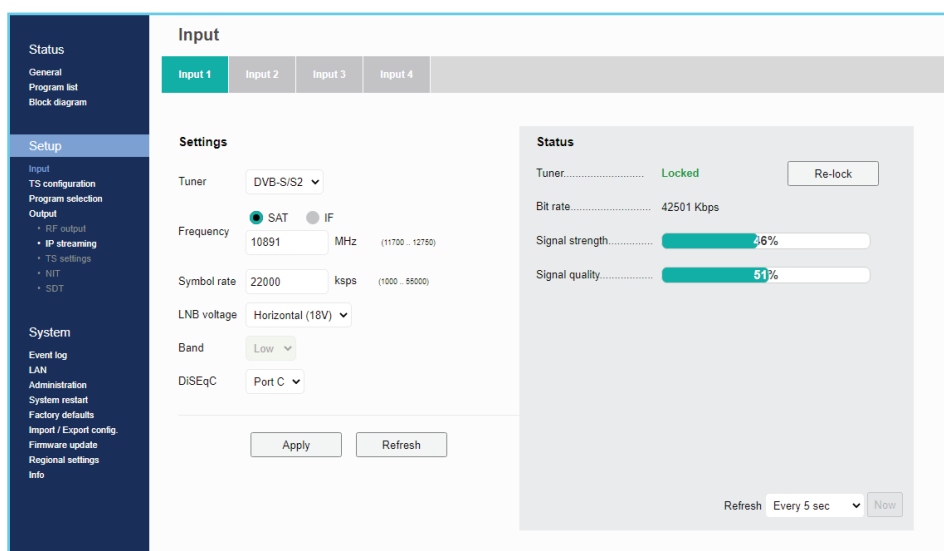 Status
General
Program list
Block diagram
Setup
Input
TS configuration
Program selection
Output
• RF output
• IP streaming
• TS settings
• NIT
• SDT
System
Event log
LAN
Administration
System restart
Factory defaults
Import / Export config.
Firmware update
Regional settings
Info
Input
Input 1 Input 2 Input 3 Input 4
Settings
Tuner DVB-S/S2
SAT IF
Frequency 10891 MHz (11700 .. 12750)
Symbol rate 22000 ksps (1000 .. 55000)
LNB voltage Horizontal (18V)
Band Low
DiSEqC Port C
Apply Refresh
Status
Tuner........................... Locked Re-lock
Bit rate........................... 42501 Kbps
Signal strength............... 46%
Signal quality.................. 51%
Refresh Every 5 sec Now